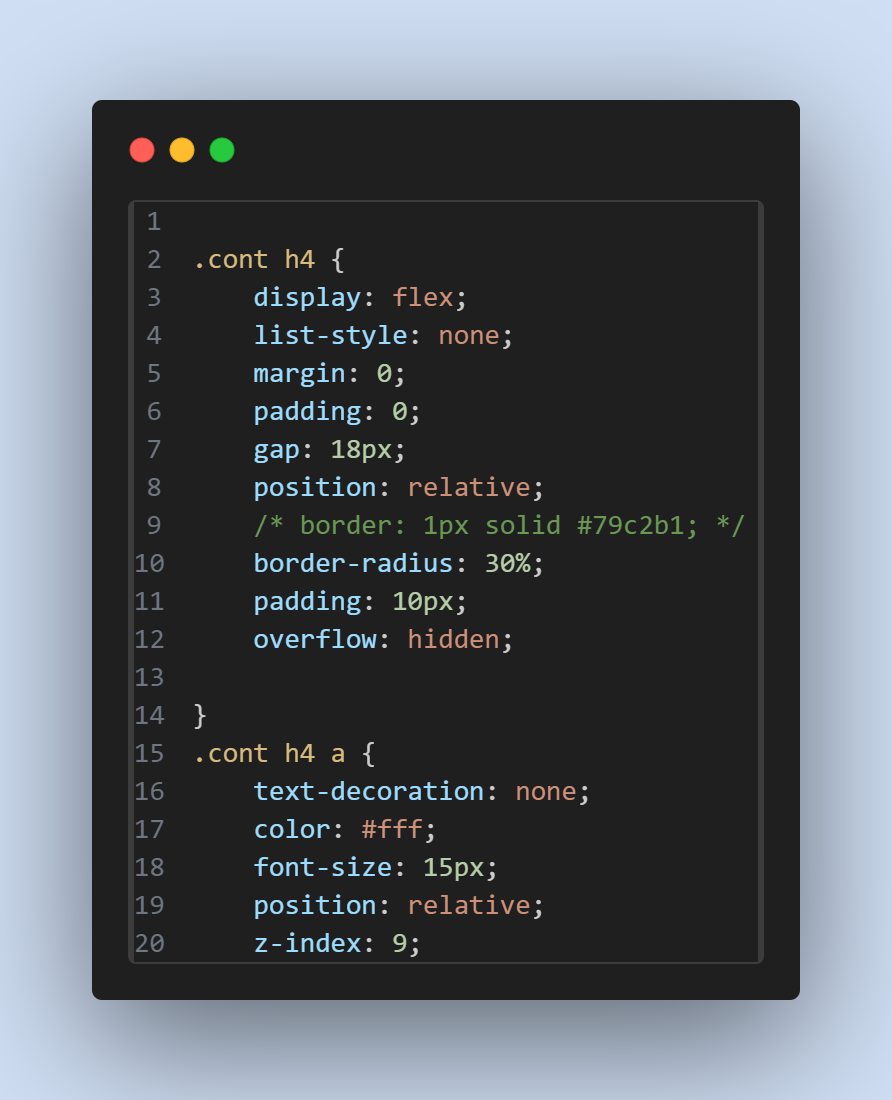 1
2 .cont h4 {
3     display: flex;
4     list-style: none;
5     margin: 0;
6     padding: 0;
7     gap: 18px;
8     position: relative;
9     /* border: 1px solid #79c2b1; */
10     border-radius: 30%;
11     padding: 10px;
12     overflow: hidden;
13
14 }
15 .cont h4 a {
16     text-decoration: none;
17     color: #fff;
18     font-size: 15px;
19     position: relative;
20     z-index: 9;